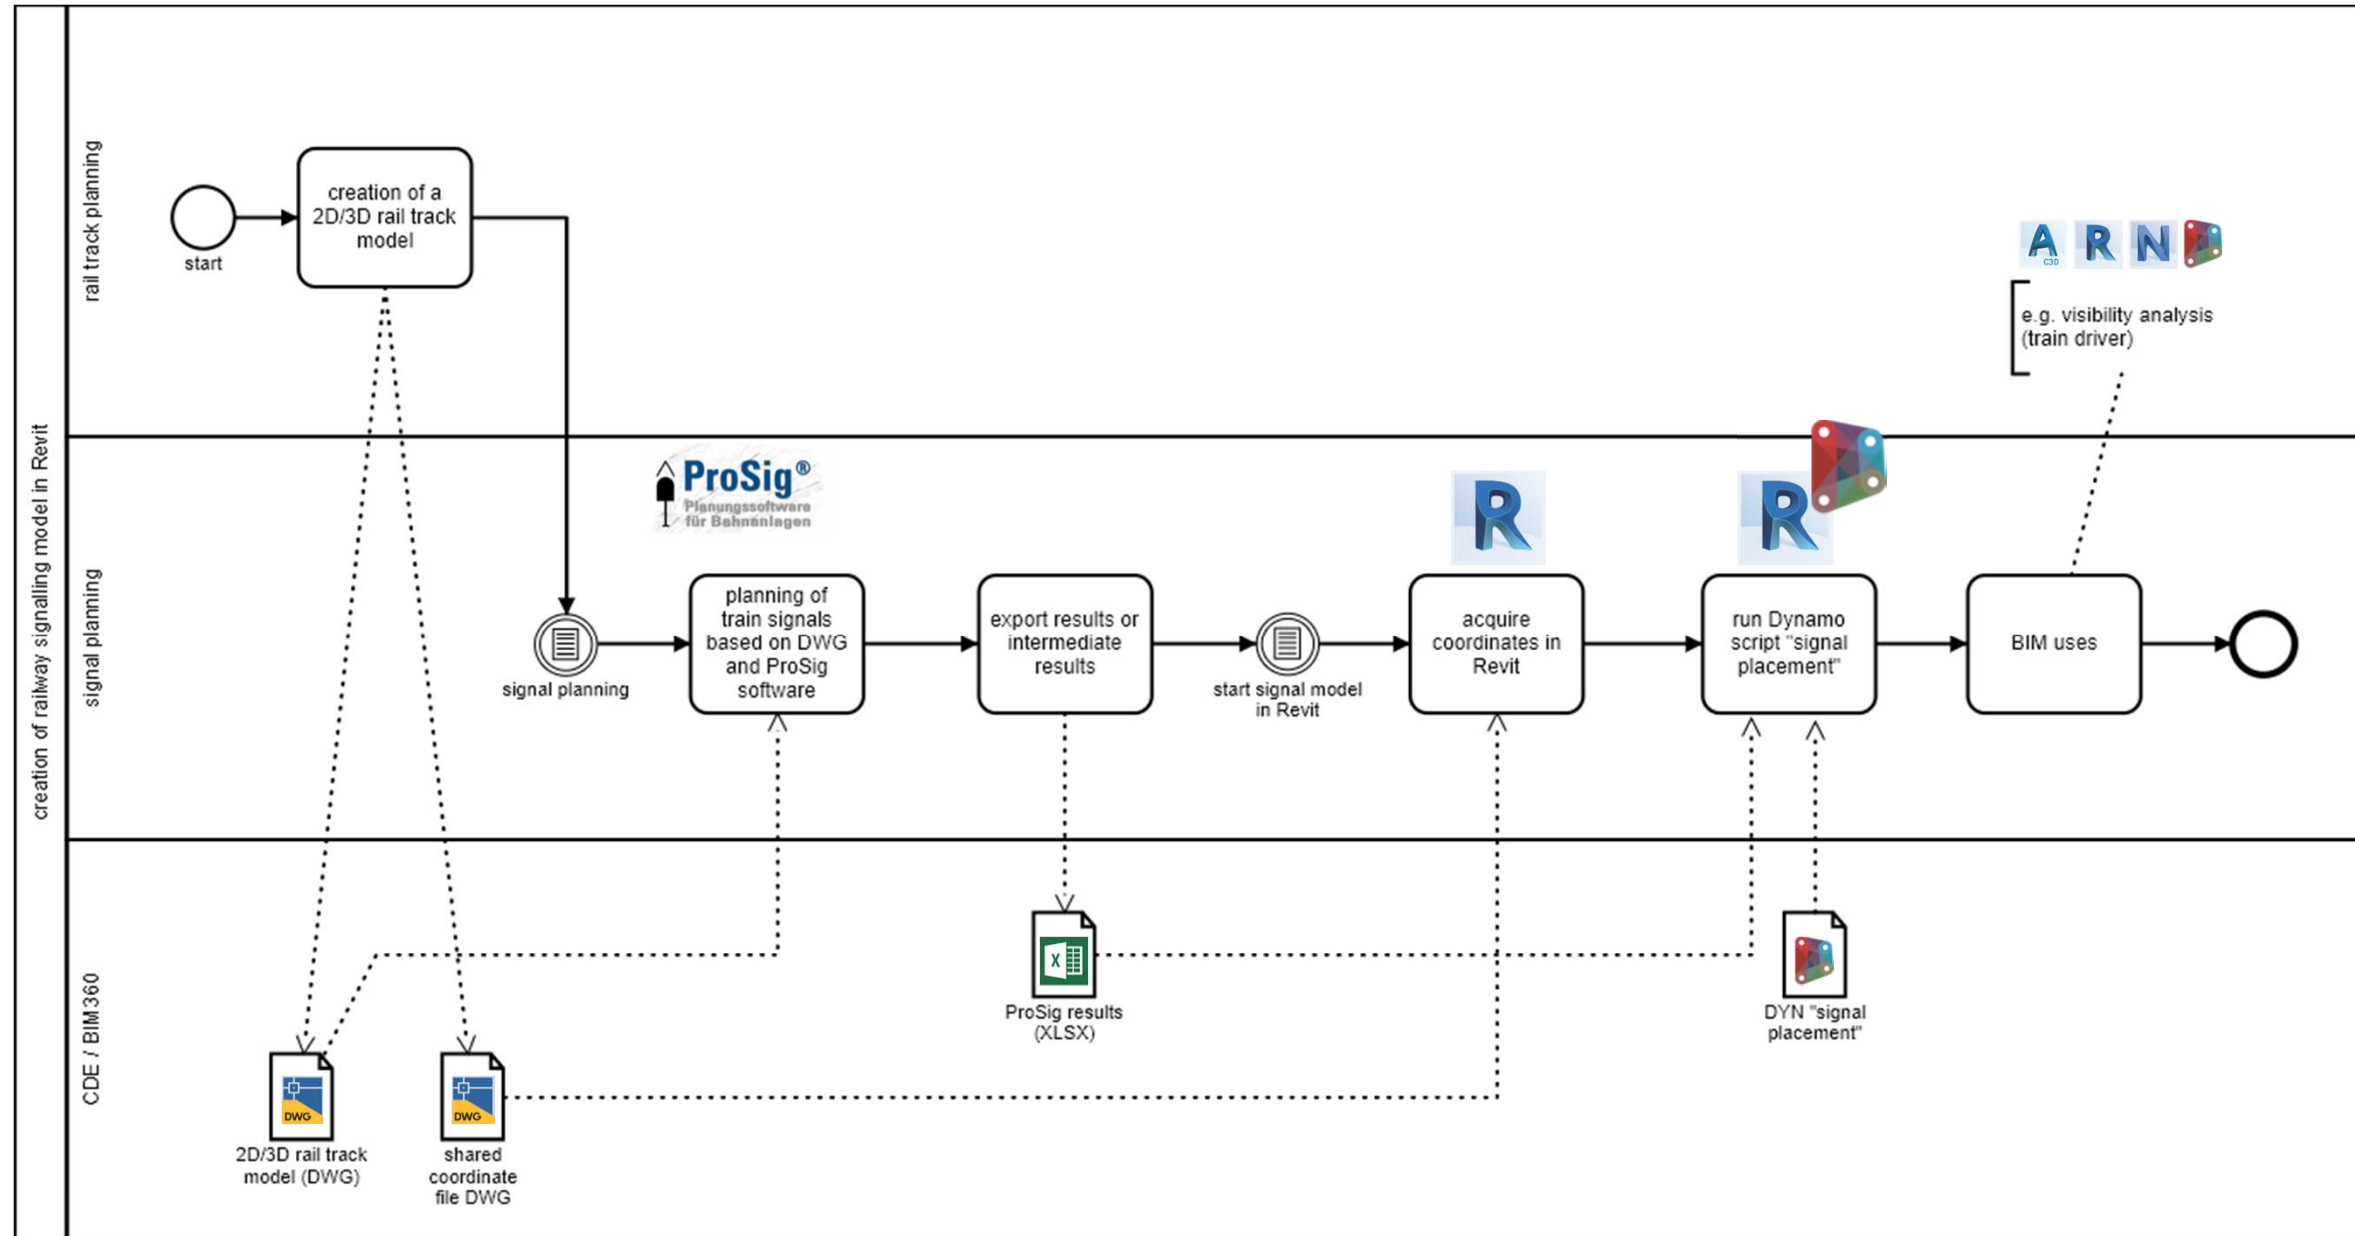 creation of railway signalling model in Revit
rail track planning
start
creation of a
2D/3D rail track
model
A
C3D
R
N
e.g. visibility analysis
(train driver)
signal planning
ProSig®
Planungssoftware
für Bahnanlagen
R
R
signal planning
planning of
train signals
based on DWG
and ProSig
software
export results or
intermediate
results
start signal model
in Revit
acquire
coordinates in
Revit
run Dynamo
script "signal
placement"
BIM uses
CDE / BIM360
DWG
2D/3D rail track
model (DWG)
DWG
shared
coordinate
file DWG
X
ProSig results
(XLSX)
DYN "signal
placement"